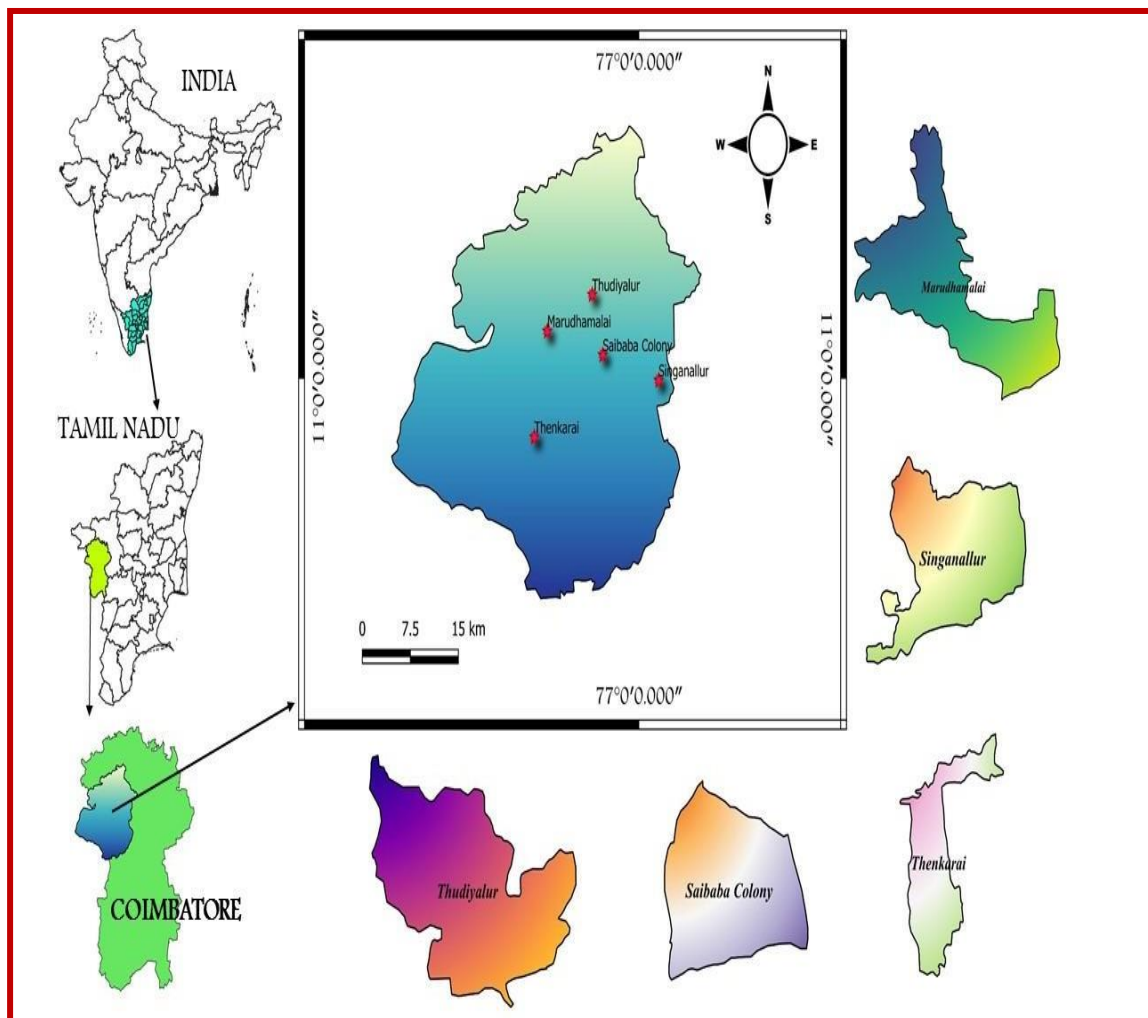 INDIA
TAMIL NADU
COIMBATORE
77°0'0.000"
N
W
E
S
11°0'0.000"
11°0'0.000"
Thudiyalur
Marudhamalai
Saibaba Colony
Singanallur
Thenkarai
0 7.5 15 km
77°0'0.000"
Marudhamalai
Singanallur
Thenkarai
Thudiyalur
Saibaba Colony